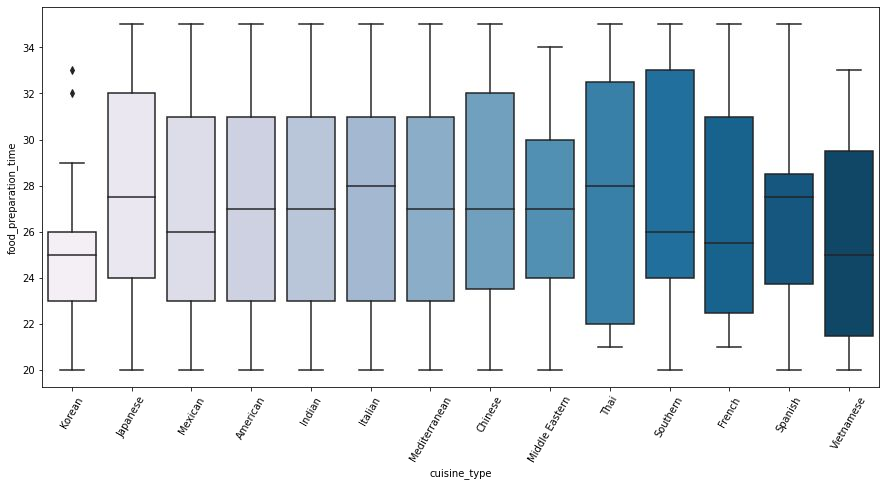 food_preparation_time
34
32
30
28
26
24
22
20
Korean
Japanese
Mexican
American
Indian
Italian
Mediterranean
Chinese
Middle Eastern
Thai
Southern
French
Spanish
Vietnamese
cuisine_type